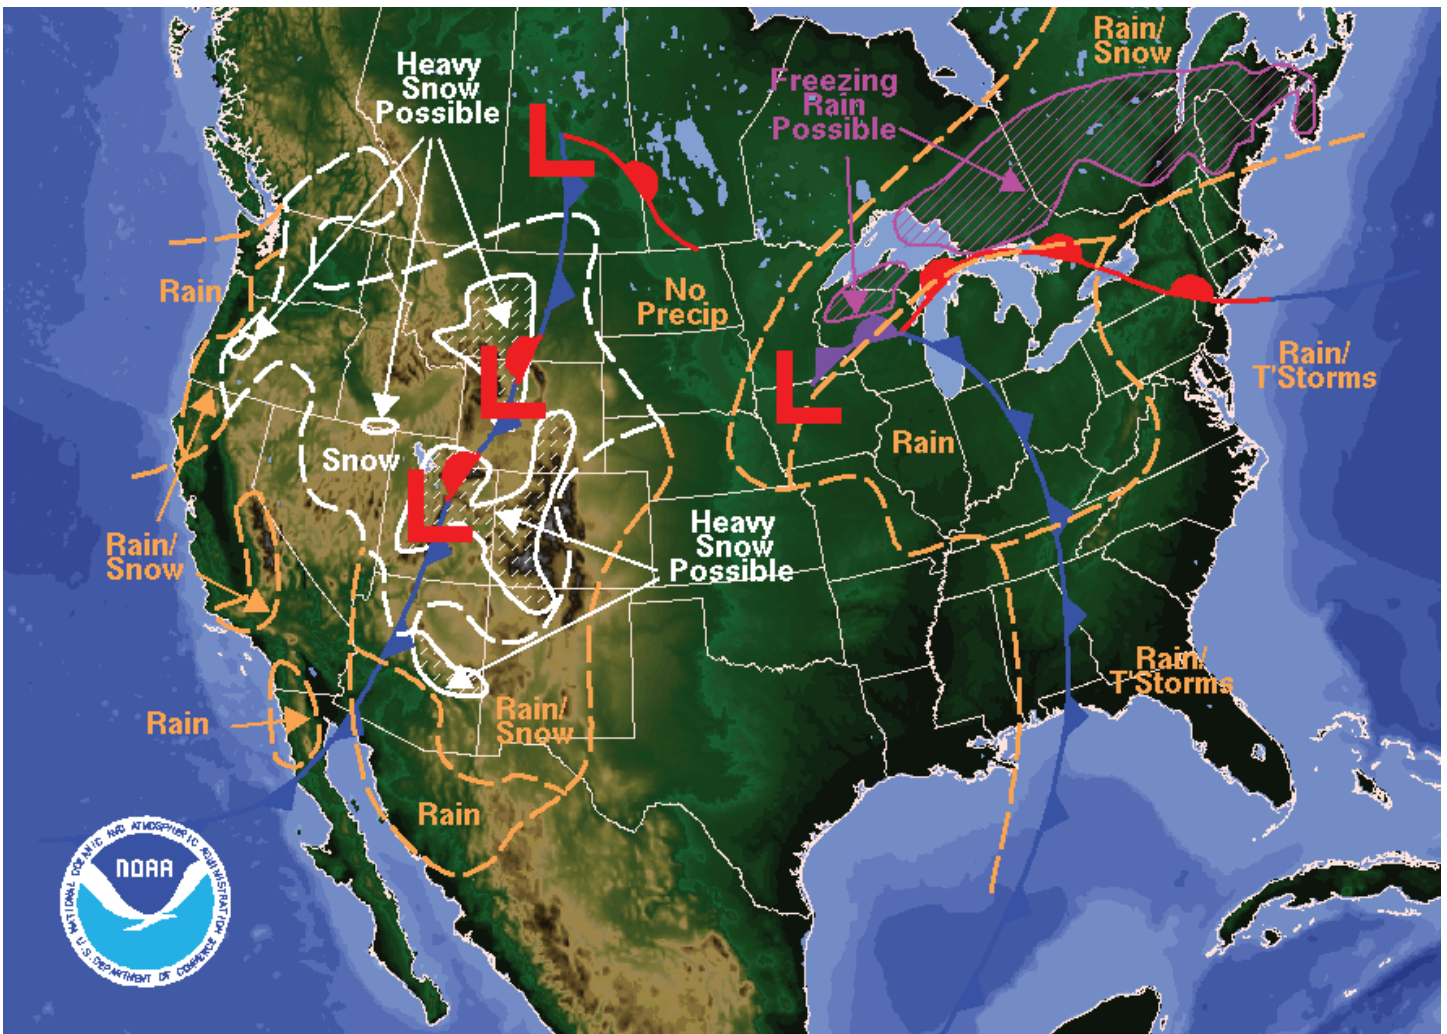 Heavy
Snow
Possible
L
Freezing
Rain
Possible
Rain/
Snow
Rain
No
Precip
L
L
Rain/
T'Storms
Snow
Rain
L
Rain/
Snow
Heavy
Snow
Possible
Rain
Rain/
Snow
Rain/
T'Storms
Rain
NATIONAL OCEANIC AND ATMOSPHERIC ADMINISTRATION
NOAA
U.S. DEPARTMENT OF COMMERCE